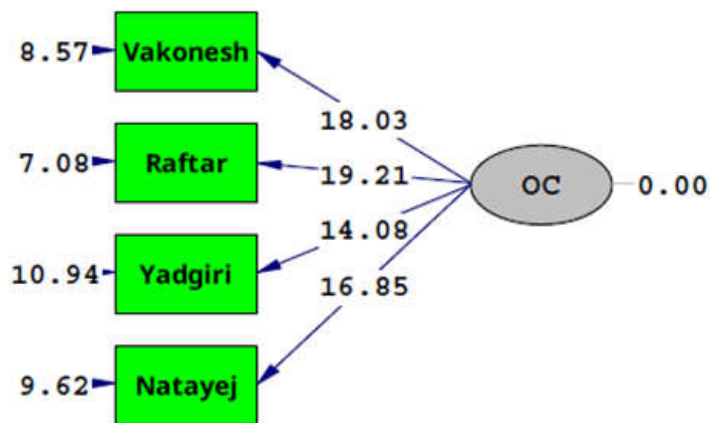 8.57 Vakonesh
18.03
7.08 Raftar
19.21 OC 0.00
14.08
10.94 Yadgiri
16.85
9.62 Natayej